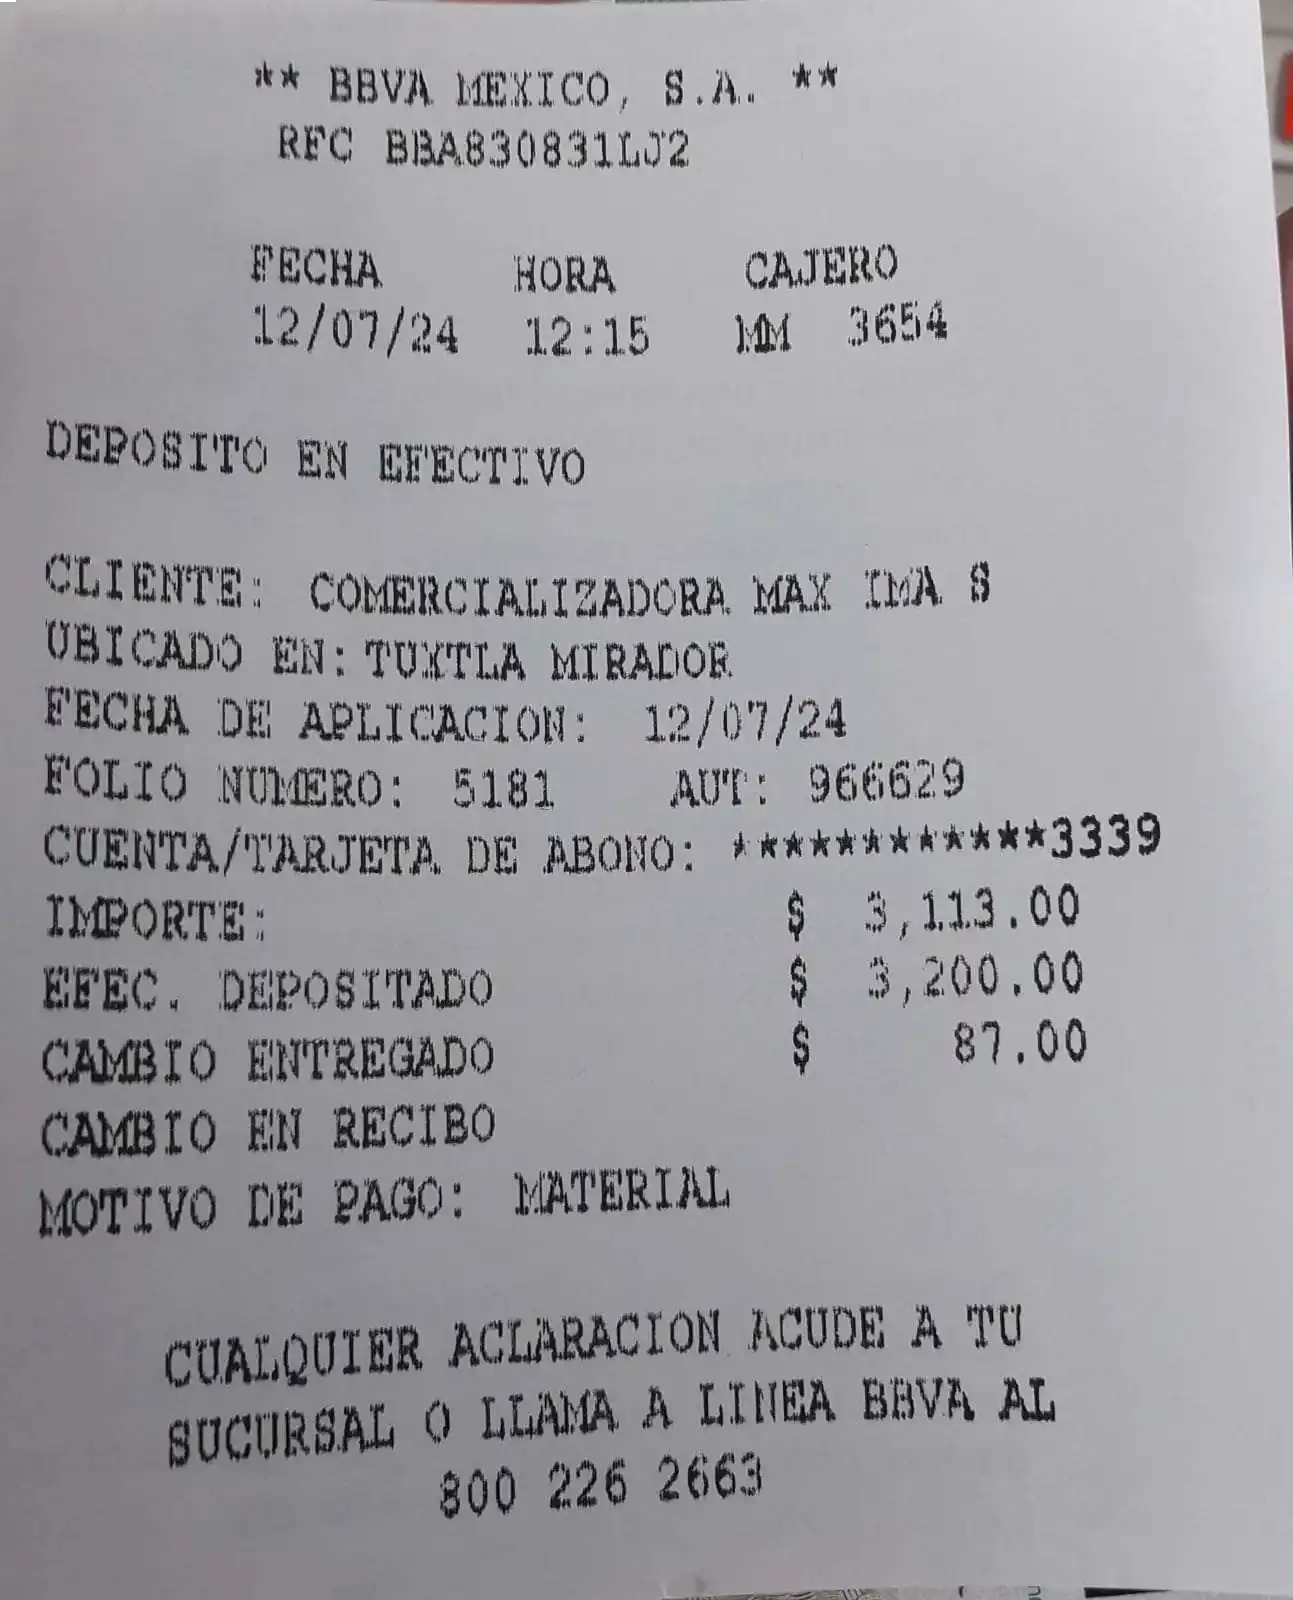 ** BBVA MEXICO, S.A. **
RFC BBA830831LJ2
FECHA HORA CAJERO
12/07/24 12:15 MM 3654
DEPOSITO EN EFECTIVO
CLIENTE: COMERCIALIZADORA MAX IMA S
UBICADO EN: TUXTLA MIRADOR
FECHA DE APLICACION: 12/07/24
FOLIO NUMERO: 5181 AUT: 966629
CUENTA/TARJETA DE ABONO: ************3339
IMPORTE: $ 3,113.00
EFEC. DEPOSITADO $ 3,200.00
CAMBIO ENTREGADO $ 87.00
CAMBIO EN RECIBO
MOTIVO DE PAGO: MATERIAL
CUALQUIER ACLARACION ACUDE A TU
SUCURSAL O LLAMA A LINEA BBVA AL
800 226 2663